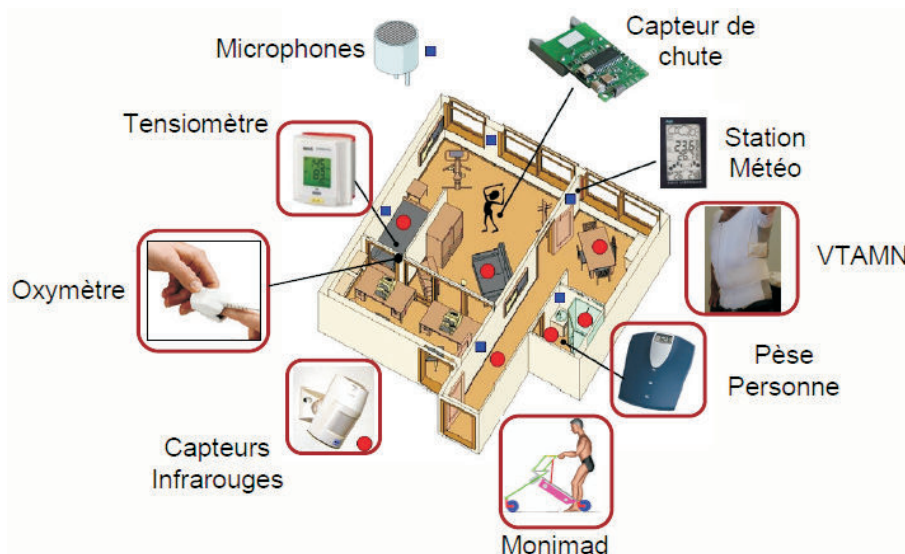 Microphones
Capteur de
chute
Tensiomètre
Station
Météo
Oxymètre
VTAMN
Pèse
Personne
Capteurs
Infrarouges
Monimad